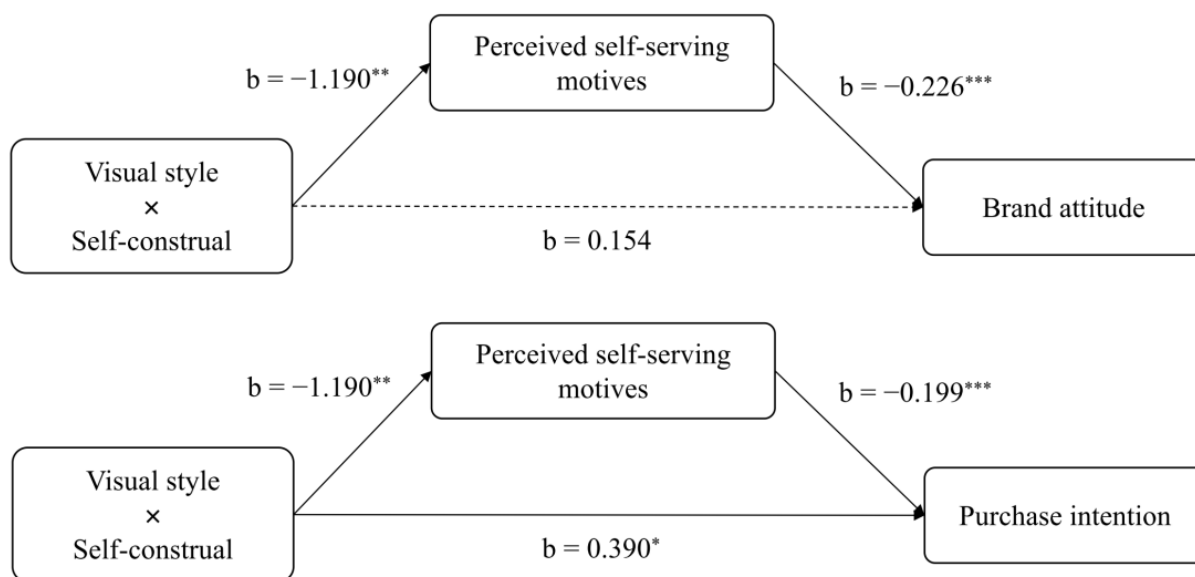 Perceived self-serving
motives
b = −1.190**
b = −0.226***
Visual style
×
Self-construal
Brand attitude
b = 0.154
Perceived self-serving
motives
b = −1.190**
b = −0.199***
Visual style
×
Self-construal
Purchase intention
b = 0.390*